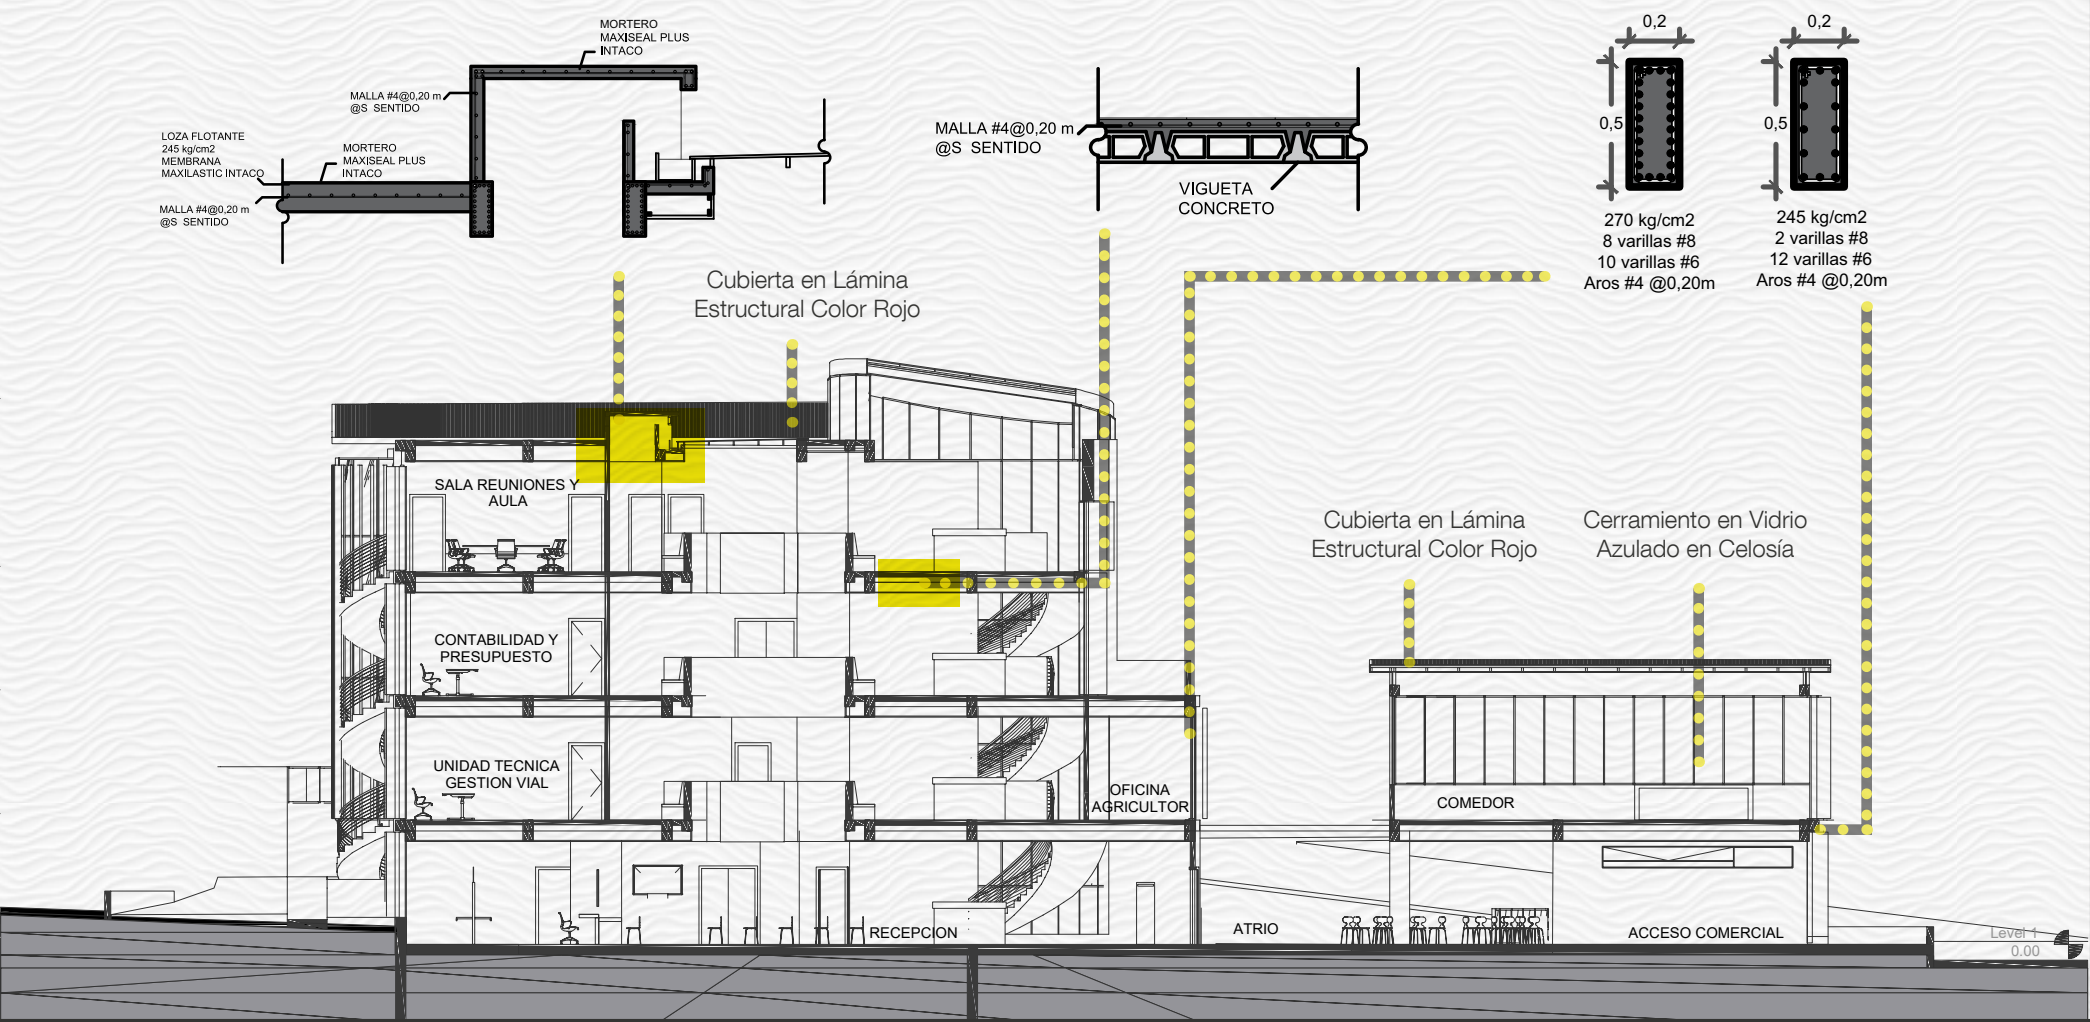 MORTERO
MAXISEAL PLUS
INTACO
MALLA #4@0,20 m
@S SENTIDO
LOZA FLOTANTE
245 kg/cm2
MEMBRANA
MAXILASTIC INTACO
MORTERO
MAXISEAL PLUS
INTACO
MALLA #4@0,20 m
@S SENTIDO
MALLA #4@0,20 m
@S SENTIDO
VIGUETA
CONCRETO
0,2
0,5
270 kg/cm2
8 varillas #8
10 varillas #6
Aros #4 @0,20m
0,2
0,5
245 kg/cm2
2 varillas #8
12 varillas #6
Aros #4 @0,20m
Cubierta en Lámina
Estructural Color Rojo
SALA REUNIONES Y
AULA
Cubierta en Lámina
Estructural Color Rojo
Cerramiento en Vidrio
Azulado en Celosía
CONTABILIDAD Y
PRESUPUESTO
UNIDAD TECNICA
GESTION VIAL
OFICINA
AGRICULTOR
COMEDOR
RECEPCION
ATRIO
ACCESO COMERCIAL
Level 1
0.00